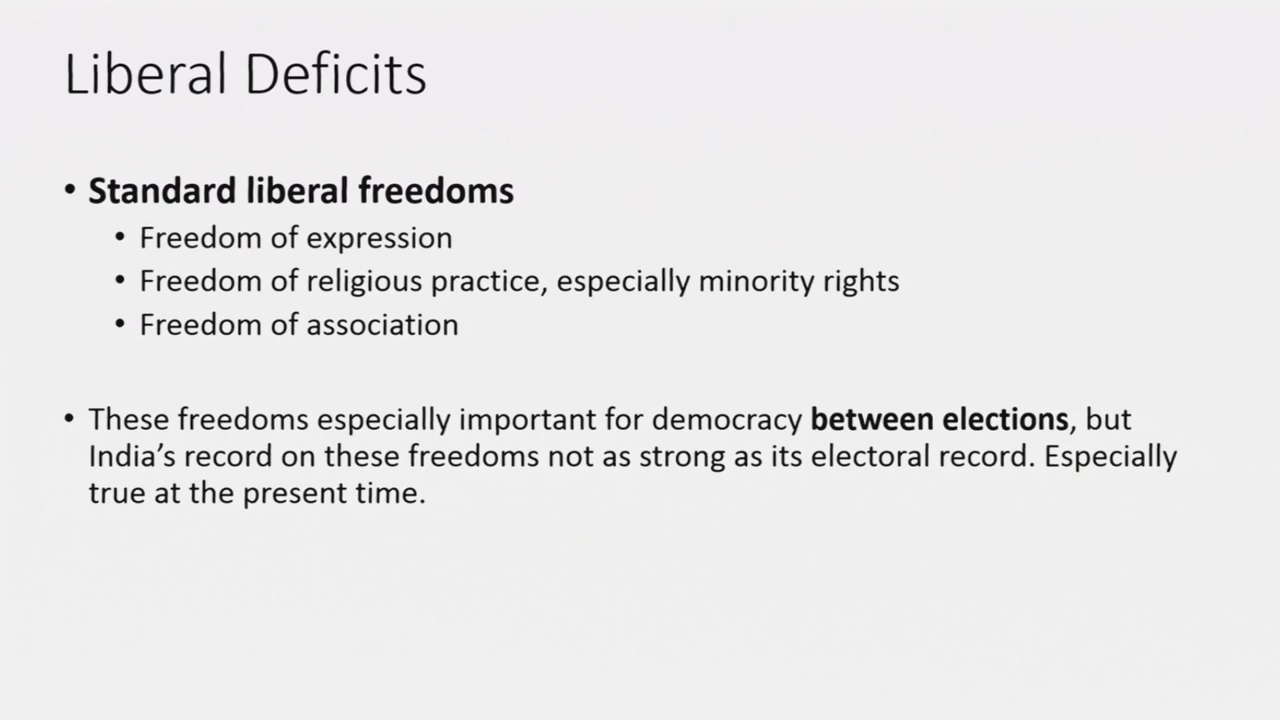 Liberal Deficits
• Standard liberal freedoms
• Freedom of expression
• Freedom of religious practice, especially minority rights
• Freedom of association
• These freedoms especially important for democracy between elections, but
India’s record on these freedoms not as strong as its electoral record. Especially
true at the present time.